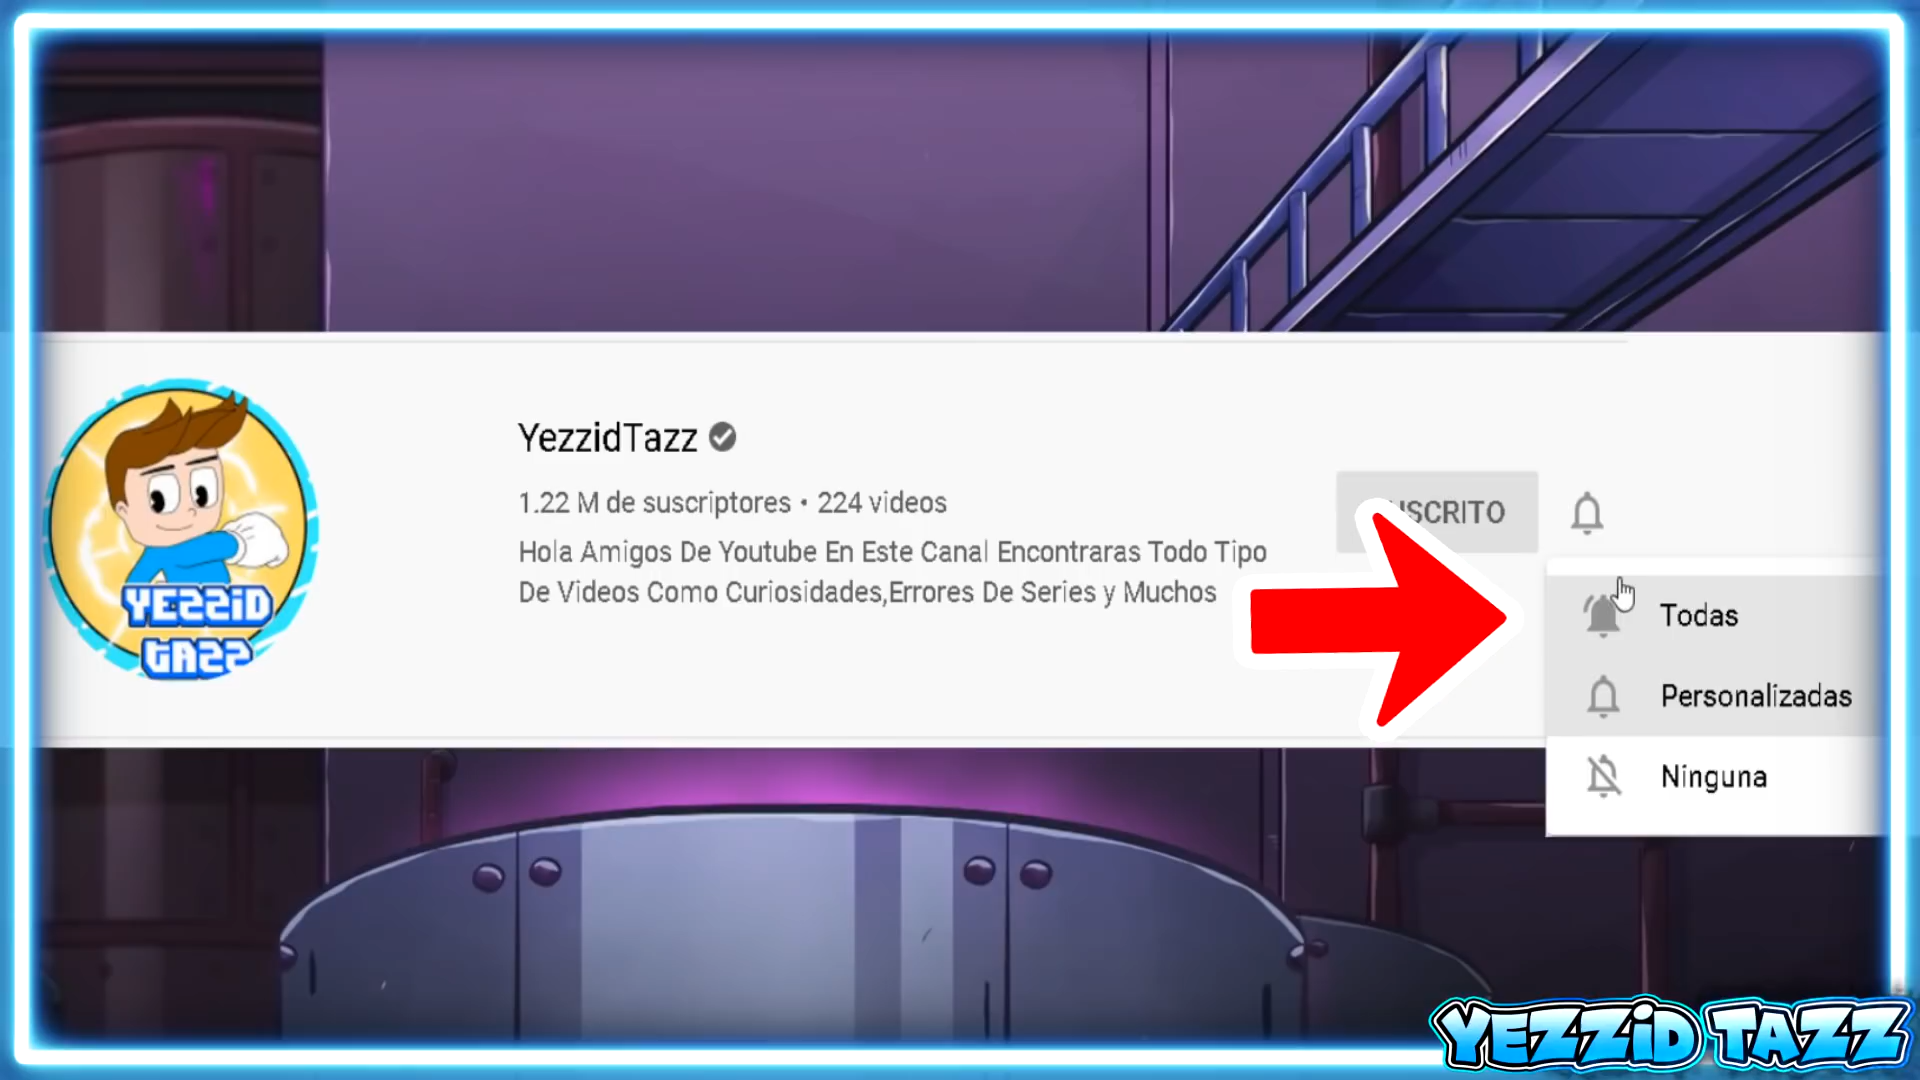 YezzidTazz
1.22 M de suscriptores • 224 videos
Hola Amigos De Youtube En Este Canal Encontraras Todo Tipo
De Videos Como Curiosidades,Errores De Series y Muchos
USCRITO
Todas
Personalizadas
Ninguna
YEZZID
TAZZ
YEZZiD TAZZ